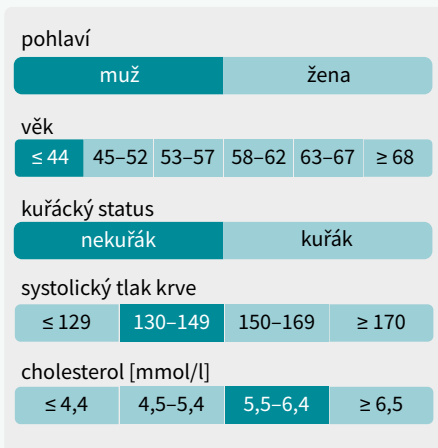 pohlaví
muž žena
věk
≤ 44 45–52 53–57 58–62 63–67 ≥ 68
kuřácký status
nekuřák kuřák
systolický tlak krve
≤ 129 130–149 150–169 ≥ 170
cholesterol [mmol/l]
≤ 4,4 4,5–5,4 5,5–6,4 ≥ 6,5